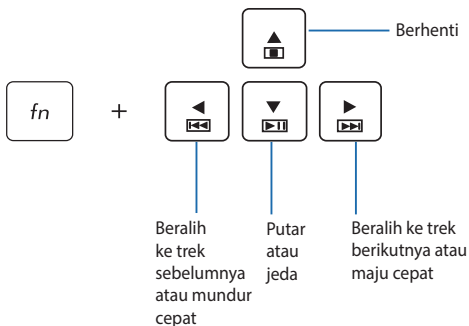 Berhenti
fn
+
Beralih
ke trek
sebelumnya
atau mundur
cepat
Putar
atau
jeda
Beralih ke trek
berikutnya atau
maju cepat